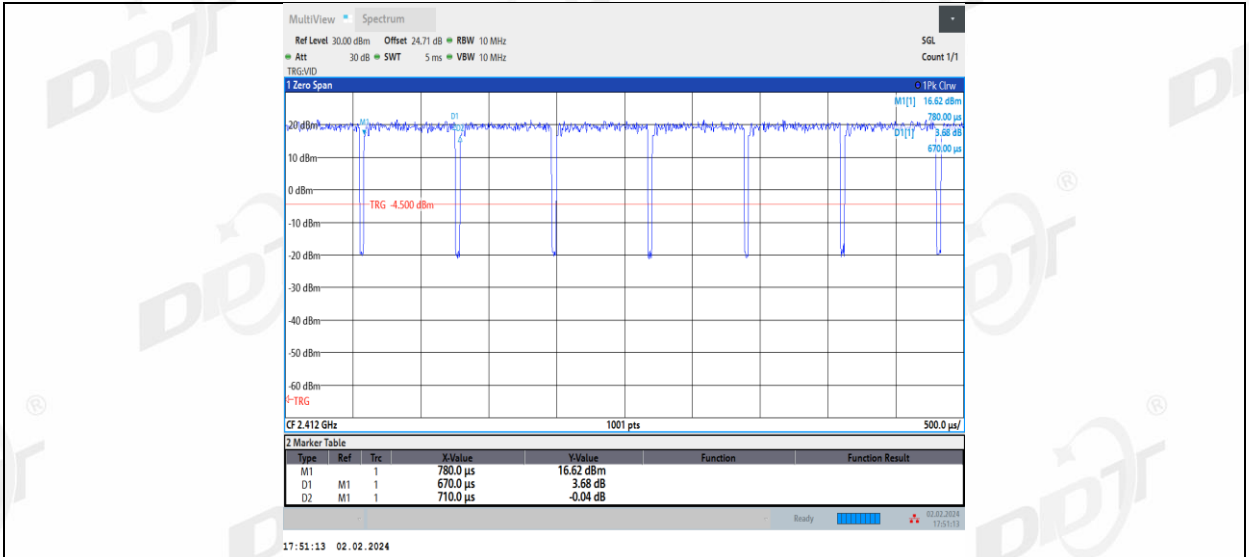 MultiView Spectrum
Ref Level 30.00 dBm Offset 24.71 dB RBW 10 MHz SGL
Att 30 dB SWT 5 ms VBW 10 MHz Count 1/1
TRG:VID
1 Zero Span 1Pk Clrw
M1[1] 16.62 dBm
780.00 µs
D1[1] 3.68 dB
670.00 µs
M1
D1
D2
20 dBm
10 dBm
0 dBm
TRG -4.500 dBm
-10 dBm
-20 dBm
-30 dBm
-40 dBm
-50 dBm
-60 dBm
TRG
CF 2.412 GHz 1001 pts 500.0 µs/
2 Marker Table
Type Ref Trc X-Value Y-Value Function Function Result
M1 1 780.0 µs 16.62 dBm
D1 M1 1 670.0 µs 3.68 dB
D2 M1 1 710.0 µs -0.04 dB
Ready 02.02.2024
17:51:13
17:51:13 02.02.2024
DDT
®